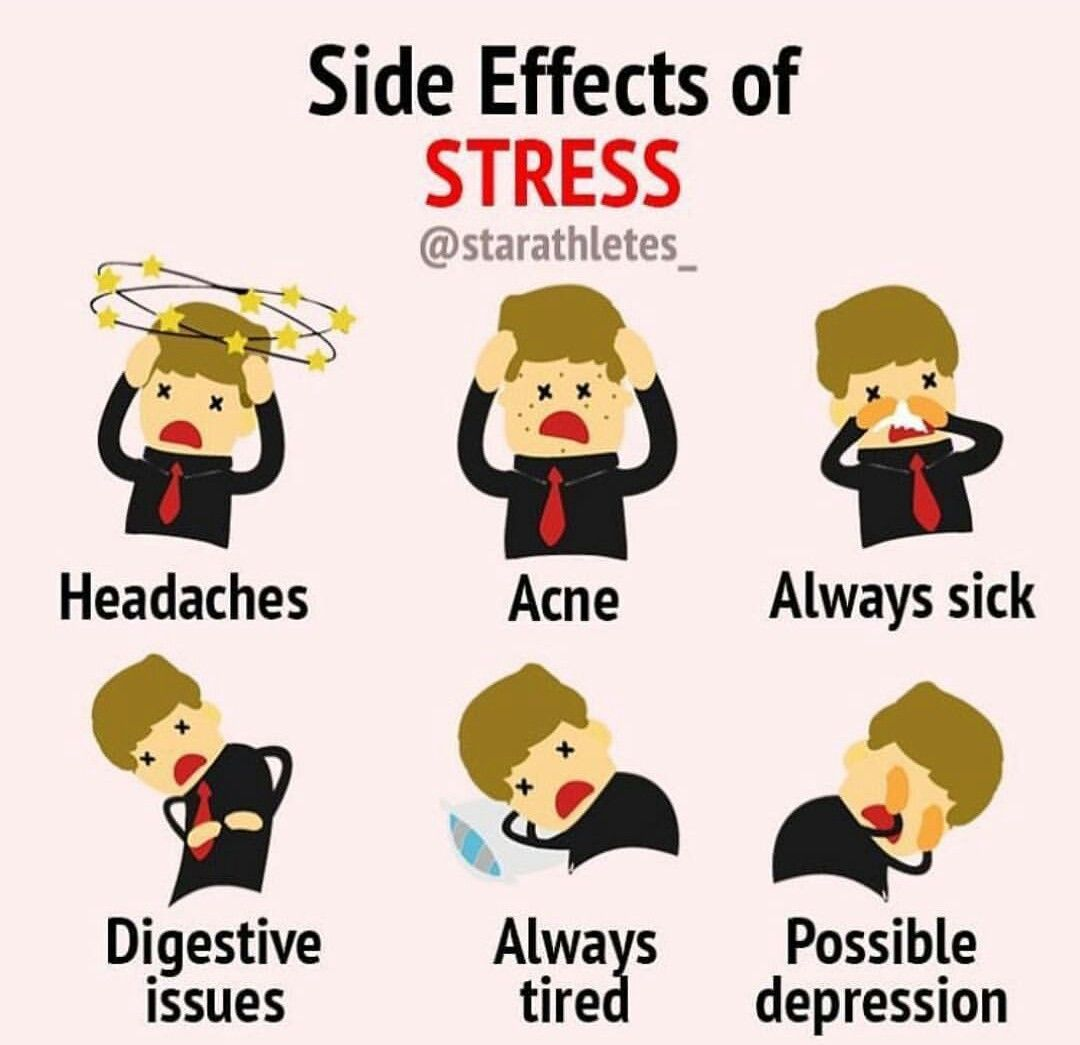 Side Effects of
STRESS
@starathletes_
Headaches
Acne
Always sick
Digestive
issues
Always
tired
Possible
depression